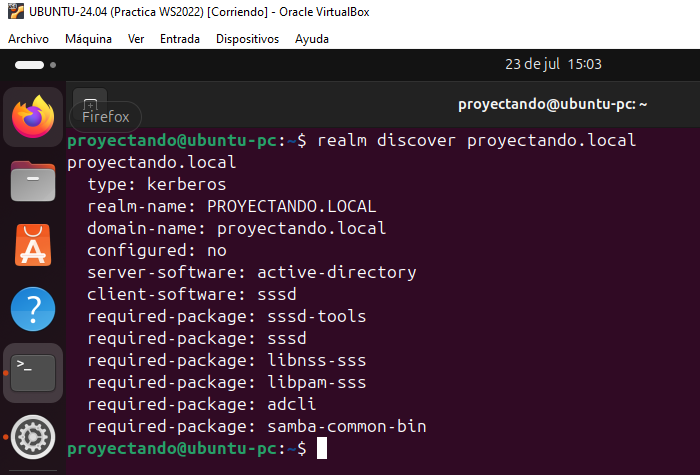 UBUNTU-24.04 (Practica WS2022) [Corriendo] - Oracle VirtualBox
Archivo Máquina Ver Entrada Dispositivos Ayuda
23 de jul 15:03
proyectando@ubuntu-pc: ~
Firefox
proyectando@ubuntu-pc:~$ realm discover proyectando.local
proyectando.local
  type: kerberos
  realm-name: PROYECTANDO.LOCAL
  domain-name: proyectando.local
  configured: no
  server-software: active-directory
  client-software: sssd
  required-package: sssd-tools
  required-package: sssd
  required-package: libnss-sss
  required-package: libpam-sss
  required-package: adcli
  required-package: samba-common-bin
proyectando@ubuntu-pc:~$